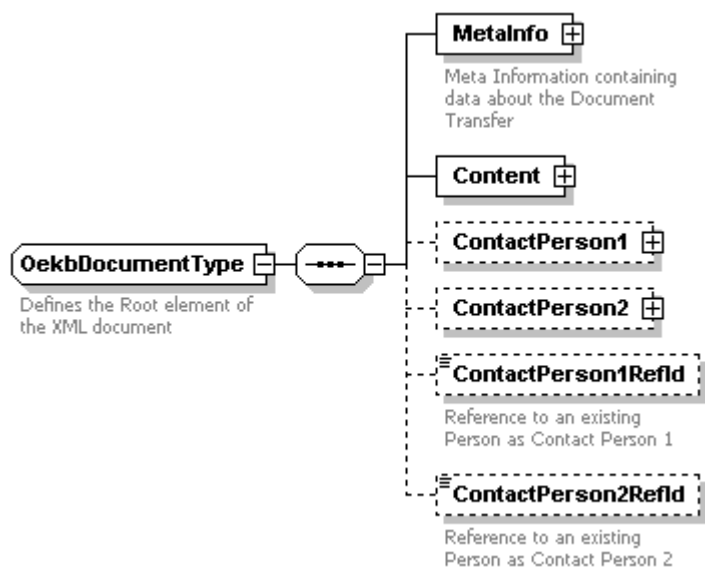 MetaInfo
Meta Information containing
data about the Document
Transfer
Content
ContactPerson1
OekbDocumentType
Defines the Root element of
the XML document
ContactPerson2
ContactPerson1RefId
Reference to an existing
Person as Contact Person 1
ContactPerson2RefId
Reference to an existing
Person as Contact Person 2